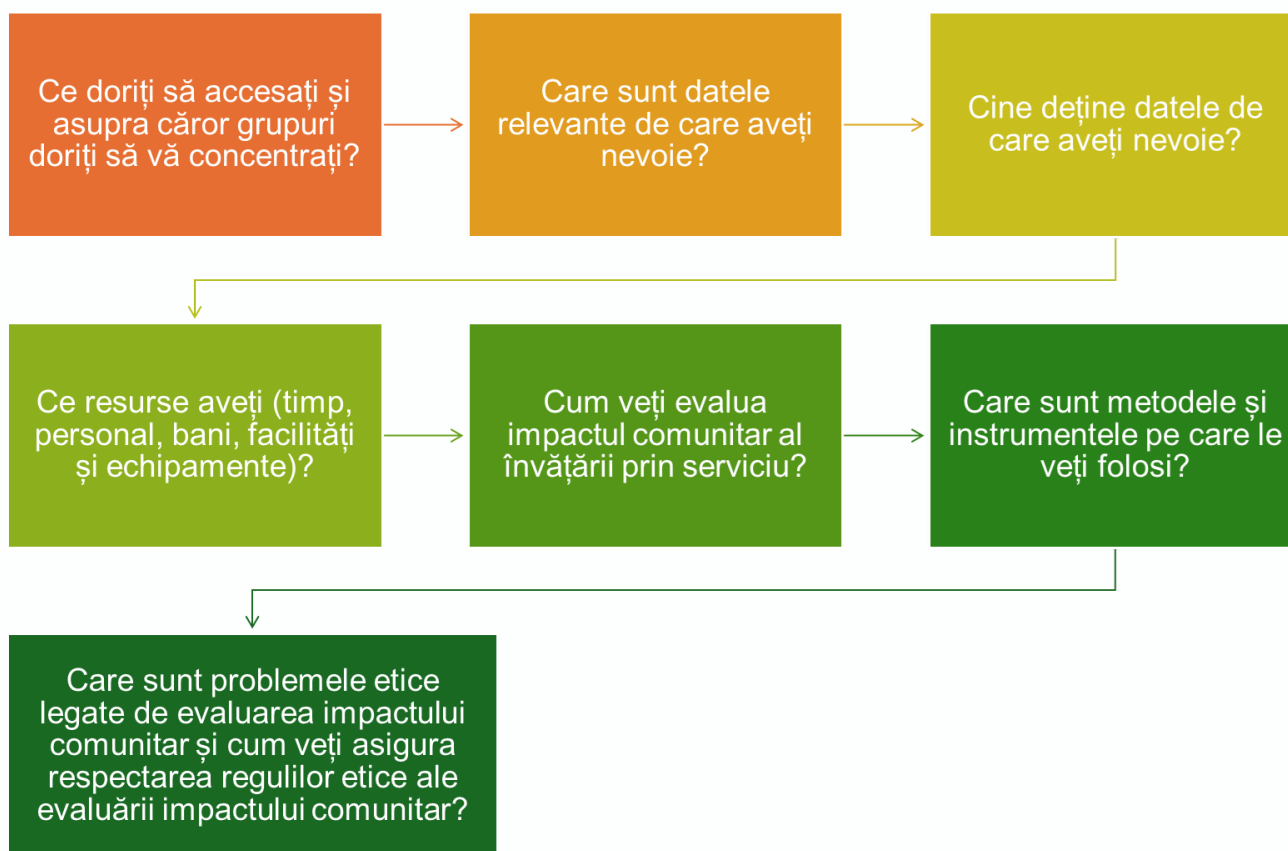 Ce doriți să accesați și
asupra căror grupuri
doriți să vă concentrați?
Care sunt datele
relevante de care aveți
nevoie?
Cine deține datele de
care aveți nevoie?
Ce resurse aveți (timp,
personal, bani, facilități
și echipamente)?
Cum veți evalua
impactul comunitar al
învățării prin serviciu?
Care sunt metodele și
instrumentele pe care le
veți folosi?
Care sunt problemele etice
legate de evaluarea impactului
comunitar și cum veți asigura
respectarea regulilor etice ale
evaluării impactului comunitar?